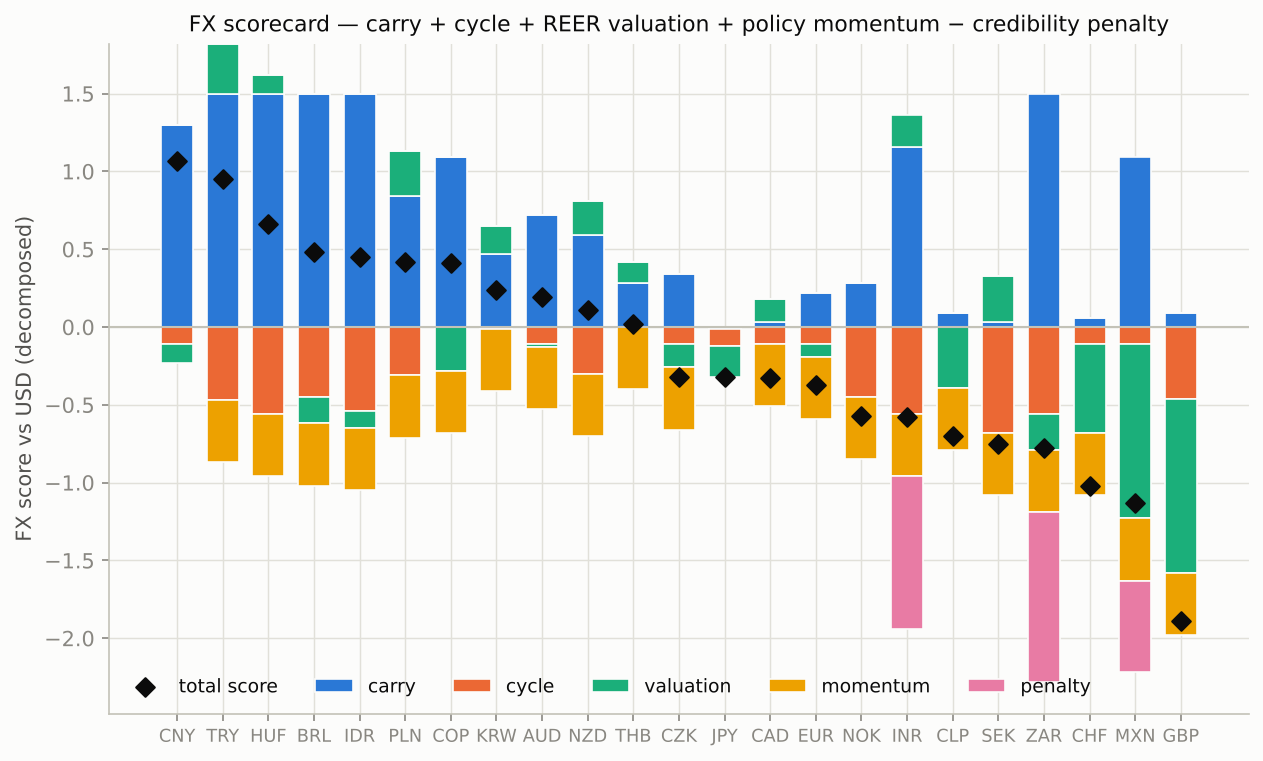 FX scorecard — carry + cycle + REER valuation + policy momentum − credibility penalty
FX score vs USD (decomposed)
1.5
1.0
0.5
0.0
−0.5
−1.0
−1.5
−2.0
total score carry cycle valuation momentum penalty
CNY TRY HUF BRL IDR PLN COP KRW AUD NZD THB CZK JPY CAD EUR NOK INR CLP SEK ZAR CHF MXN GBP